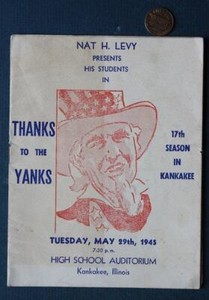 NAT H. LEVY
PRESENTS
HIS STUDENTS
IN
THANKS
TO THE
YANKS
17th
SEASON
IN
KANKAKEE
TUESDAY, MAY 29th, 1945
7:30 p. m.
HIGH SCHOOL AUDITORIUM
Kankakee, Illinois